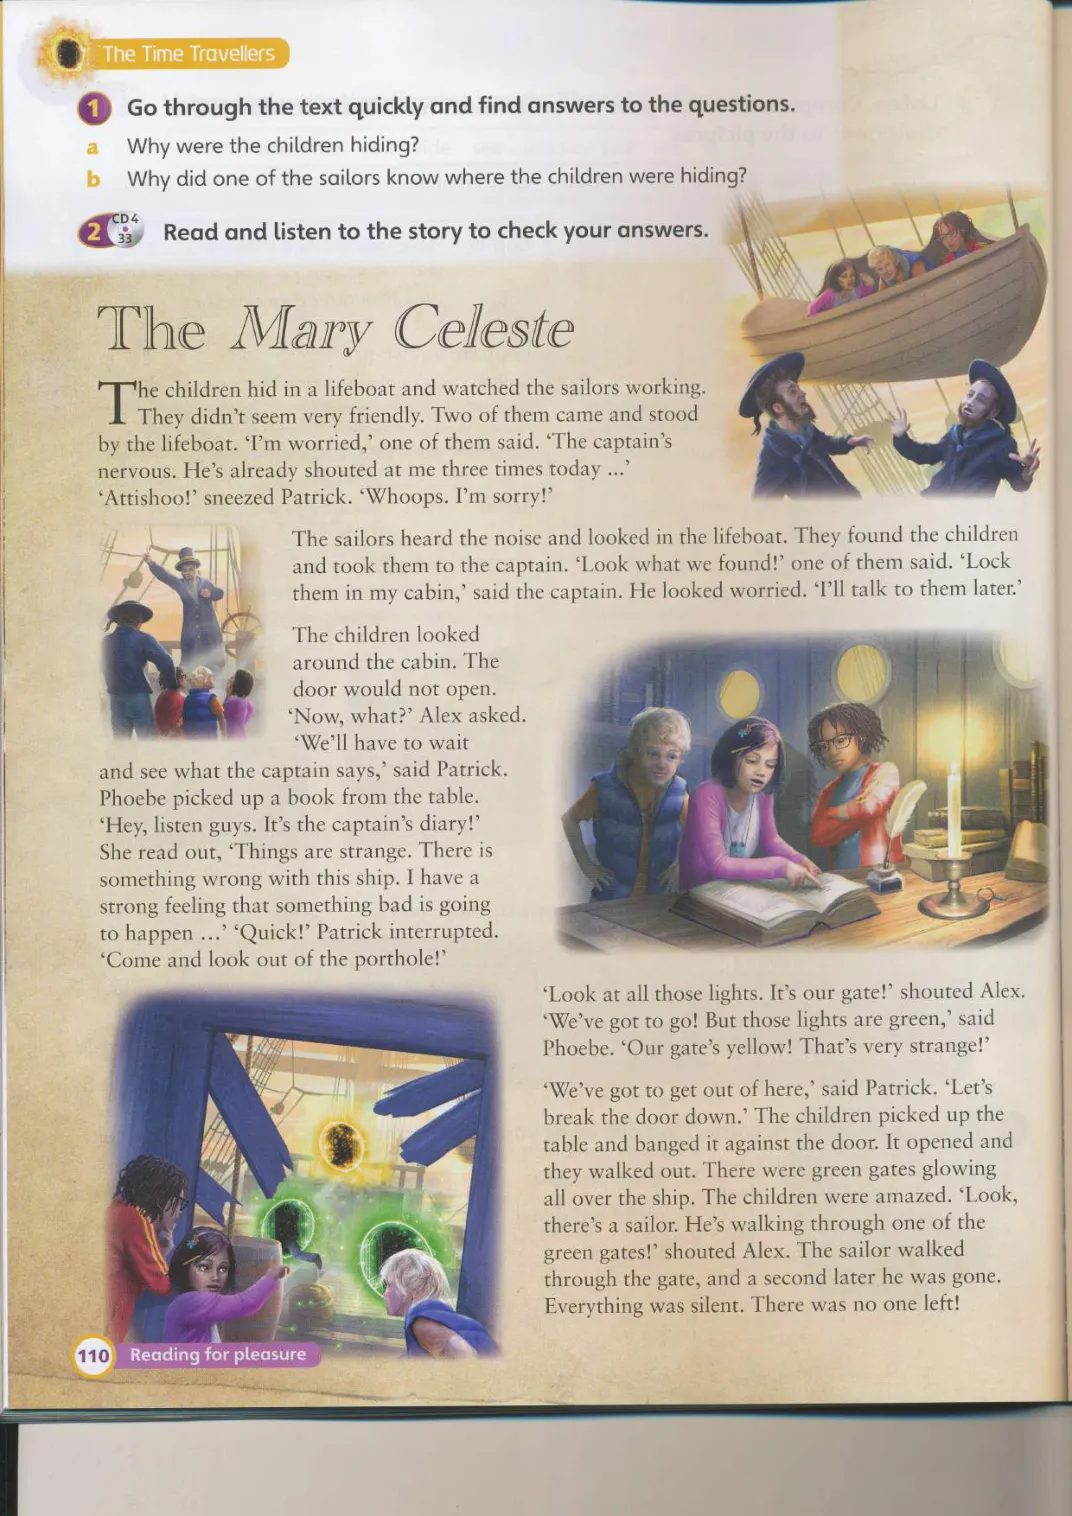 The Time Travellers
1 Go through the text quickly and find answers to the questions.
a Why were the children hiding?
b Why did one of the sailors know where the children were hiding?
2 CD4 33 Read and listen to the story to check your answers.
The Mary Celeste
The children hid in a lifeboat and watched the sailors working.
They didn't seem very friendly. Two of them came and stood
by the lifeboat. 'I'm worried,' one of them said. 'The captain's
nervous. He's already shouted at me three times today ...'
'Attishoo!' sneezed Patrick. 'Whoops. I'm sorry!'
The sailors heard the noise and looked in the lifeboat. They found the children
and took them to the captain. 'Look what we found!' one of them said. 'Lock
them in my cabin,' said the captain. He looked worried. 'I'll talk to them later.'
The children looked
around the cabin. The
door would not open.
'Now, what?' Alex asked.
'We'll have to wait
and see what the captain says,' said Patrick.
Phoebe picked up a book from the table.
'Hey, listen guys. It's the captain's diary!'
She read out, 'Things are strange. There is
something wrong with this ship. I have a
strong feeling that something bad is going
to happen ...' 'Quick!' Patrick interrupted.
'Come and look out of the porthole!'
'Look at all those lights. It's our gate!' shouted Alex.
'We've got to go! But those lights are green,' said
Phoebe. 'Our gate's yellow! That's very strange!'
'We've got to get out of here,' said Patrick. 'Let's
break the door down.' The children picked up the
table and banged it against the door. It opened and
they walked out. There were green gates glowing
all over the ship. The children were amazed. 'Look,
there's a sailor. He's walking through one of the
green gates!' shouted Alex. The sailor walked
through the gate, and a second later he was gone.
Everything was silent. There was no one left!
110 Reading for pleasure